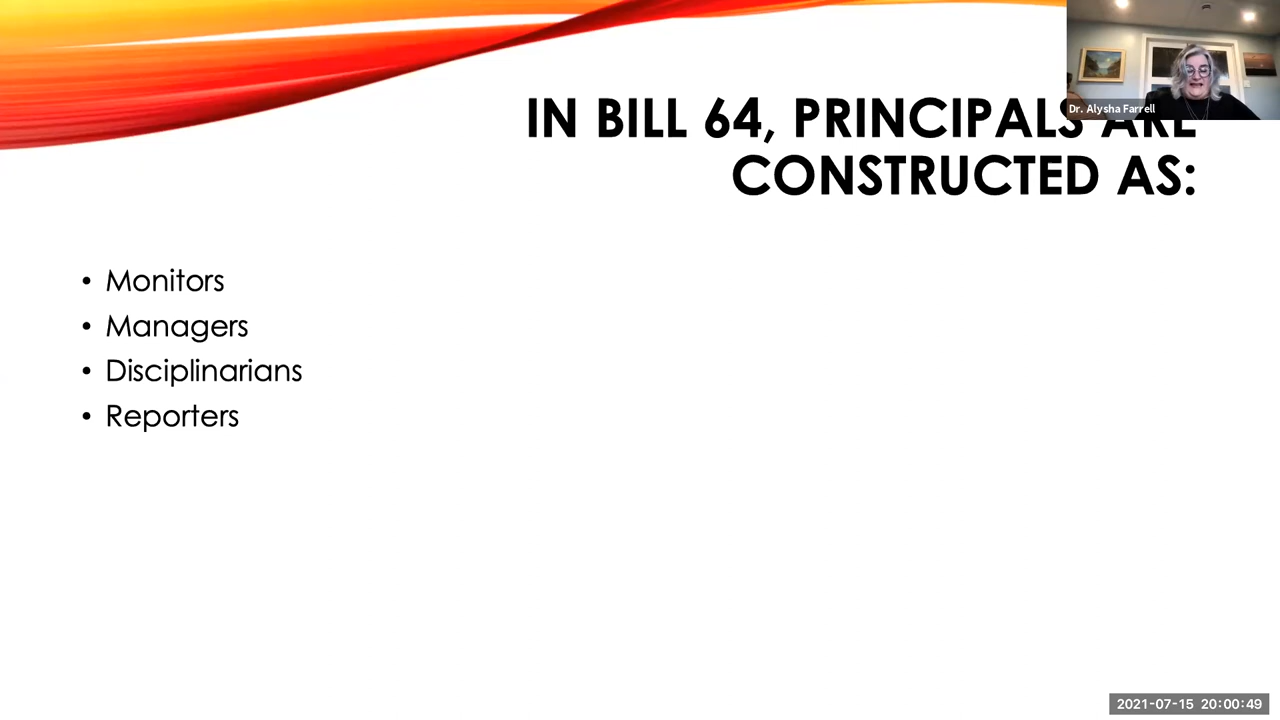 Dr. Alysha Farrell
IN BILL 64, PRINCIPALS ARE
CONSTRUCTED AS:
• Monitors
• Managers
• Disciplinarians
• Reporters
2021-07-15 20:00:49